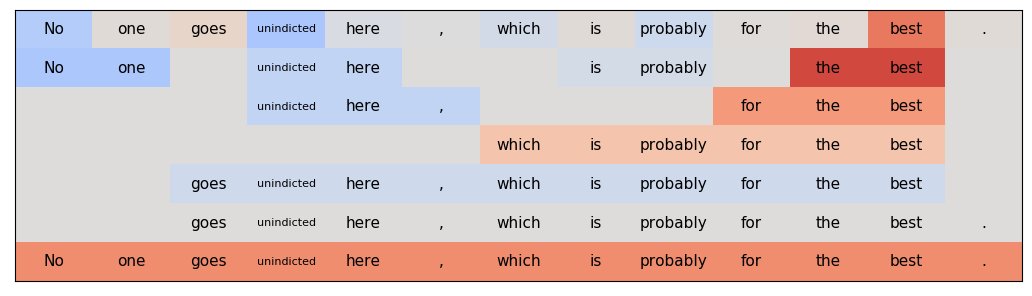 No one goes unindicted here , which is probably for the best .
No one unindicted here is probably the best
unindicted here , for the best
which is probably for the best
goes unindicted here , which is probably for the best
goes unindicted here , which is probably for the best .
No one goes unindicted here , which is probably for the best .